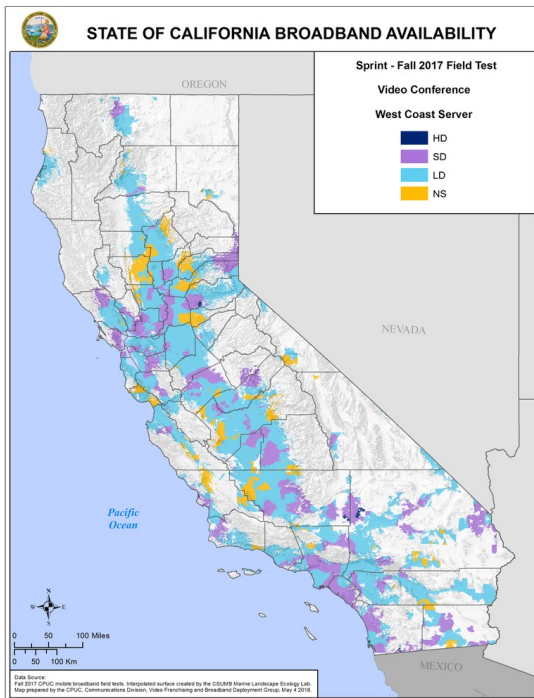 STATE OF CALIFORNIA BROADBAND AVAILABILITY
OREGON
Sprint - Fall 2017 Field Test
Video Conference
West Coast Server
HD
SD
LD
NS
NEVADA
Pacific
Ocean
N
W
E
S
0 50 100 Miles
0 50 100 Km
MEXICO
Data Source:
Fall 2017 CPUC mobile broadband field tests. Interpolated surface created by the CSUMB Marine Landscape Ecology Lab.
Map prepared by the CPUC, Communications Division, Video Franchising and Broadband Deployment Group, May 4 2018.